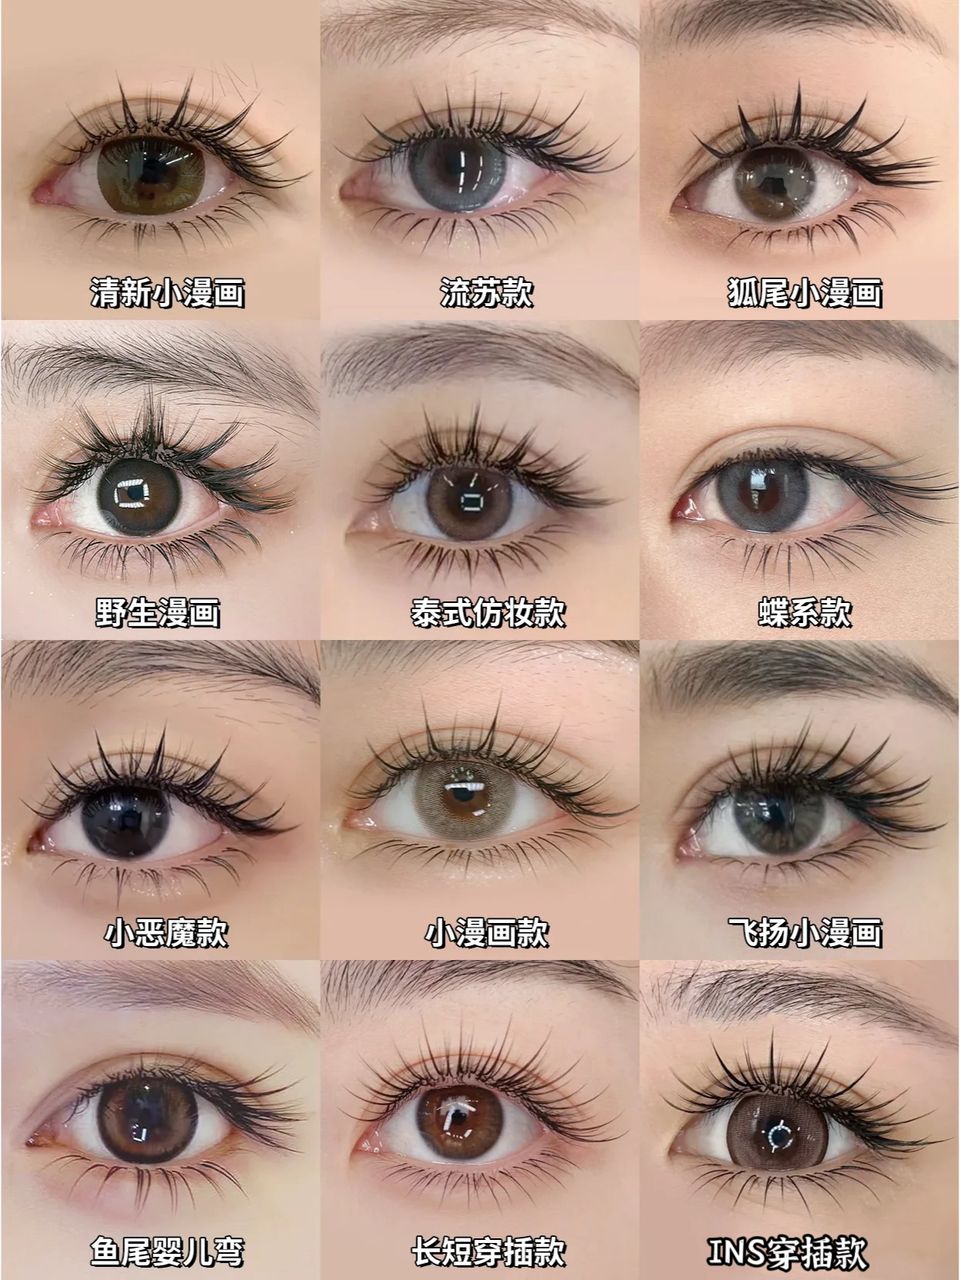 清新小漫画
流苏款
狐尾小漫画
野生漫画
泰式仿妆款
蝶系款
小恶魔款
小漫画款
飞扬小漫画
鱼尾婴儿弯
长短穿插款
INS穿插款